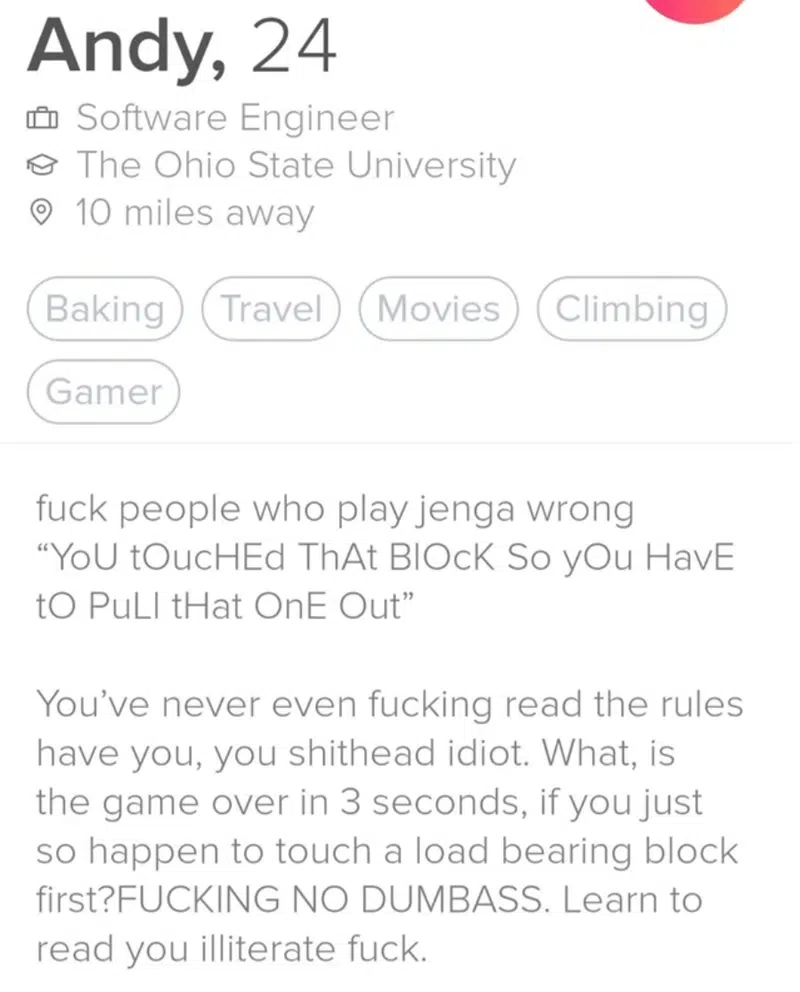 Andy, 24
Software Engineer
The Ohio State University
10 miles away
Baking Travel Movies Climbing
Gamer
fuck people who play jenga wrong
“YoU tOucHEd ThAt BlOcK So yOu HavE
tO PuLl tHat OnE Out”
You’ve never even fucking read the rules
have you, you shithead idiot. What, is
the game over in 3 seconds, if you just
so happen to touch a load bearing block
first?FUCKING NO DUMBASS. Learn to
read you illiterate fuck.